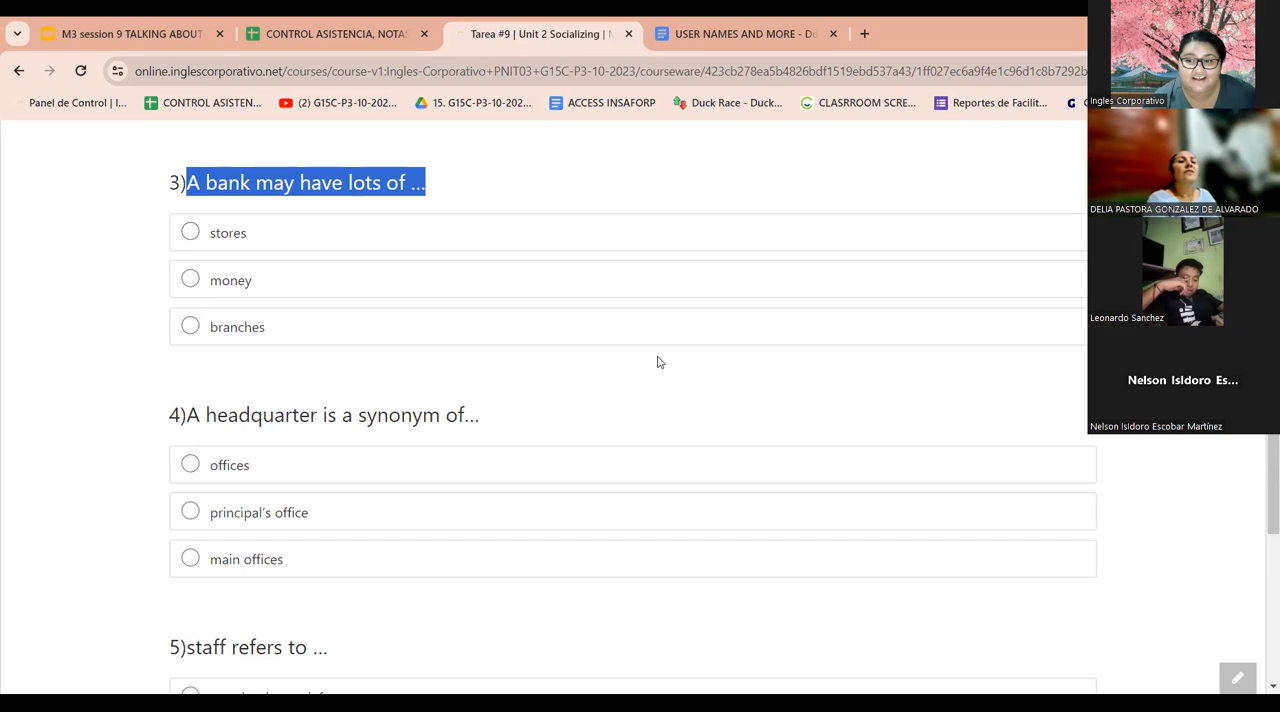 M3 session 9 TALKING ABOUT
CONTROL ASISTENCIA, NOTAS
Tarea #9 | Unit 2 Socializing |
USER NAMES AND MORE - Do
online.inglescorporativo.net/courses/course-v1:Ingles-Corporativo+PNIT03+G15C-P3-10-2023/courseware/423cb278ea5b4826bdf1519ebd537a43/1ff027ec6a9f4e1c96d1c8b7292b
Panel de Control | I...
CONTROL ASISTEN...
(2) G15C-P3-10-202...
15. G15C-P3-10-202...
ACCESS INSAFORP
Duck Race - Duck...
CLASRROOM SCRE...
Reportes de Facilit...
Ingles Corporativo
DELIA PASTORA GONZALEZ DE ALVARADO
Leonardo Sanchez
Nelson Isidoro Es...
Nelson Isidoro Escobar Martínez
3)A bank may have lots of ...
stores
money
branches
4)A headquarter is a synonym of...
offices
principal's office
main offices
5)staff refers to ...